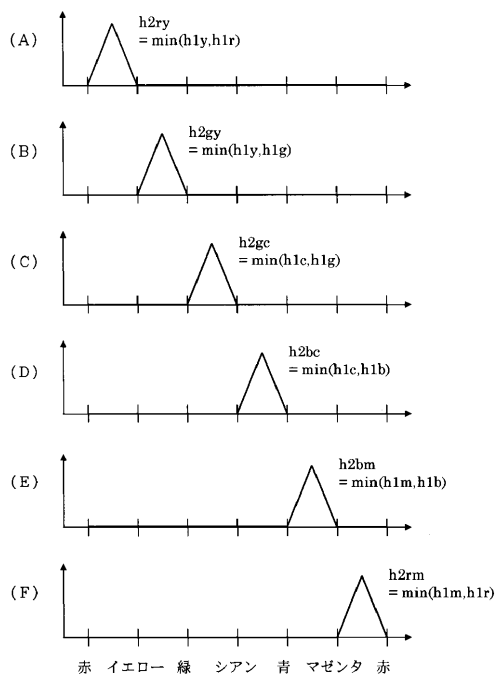 (A)
h2ry
= min(h1y,h1r)
(B)
h2gy
= min(h1y,h1g)
(C)
h2gc
= min(h1c,h1g)
(D)
h2bc
= min(h1c,h1b)
(E)
h2bm
= min(h1m,h1b)
(F)
h2rm
= min(h1m,h1r)
赤 イエロー 緑 シアン 青 マゼンタ 赤